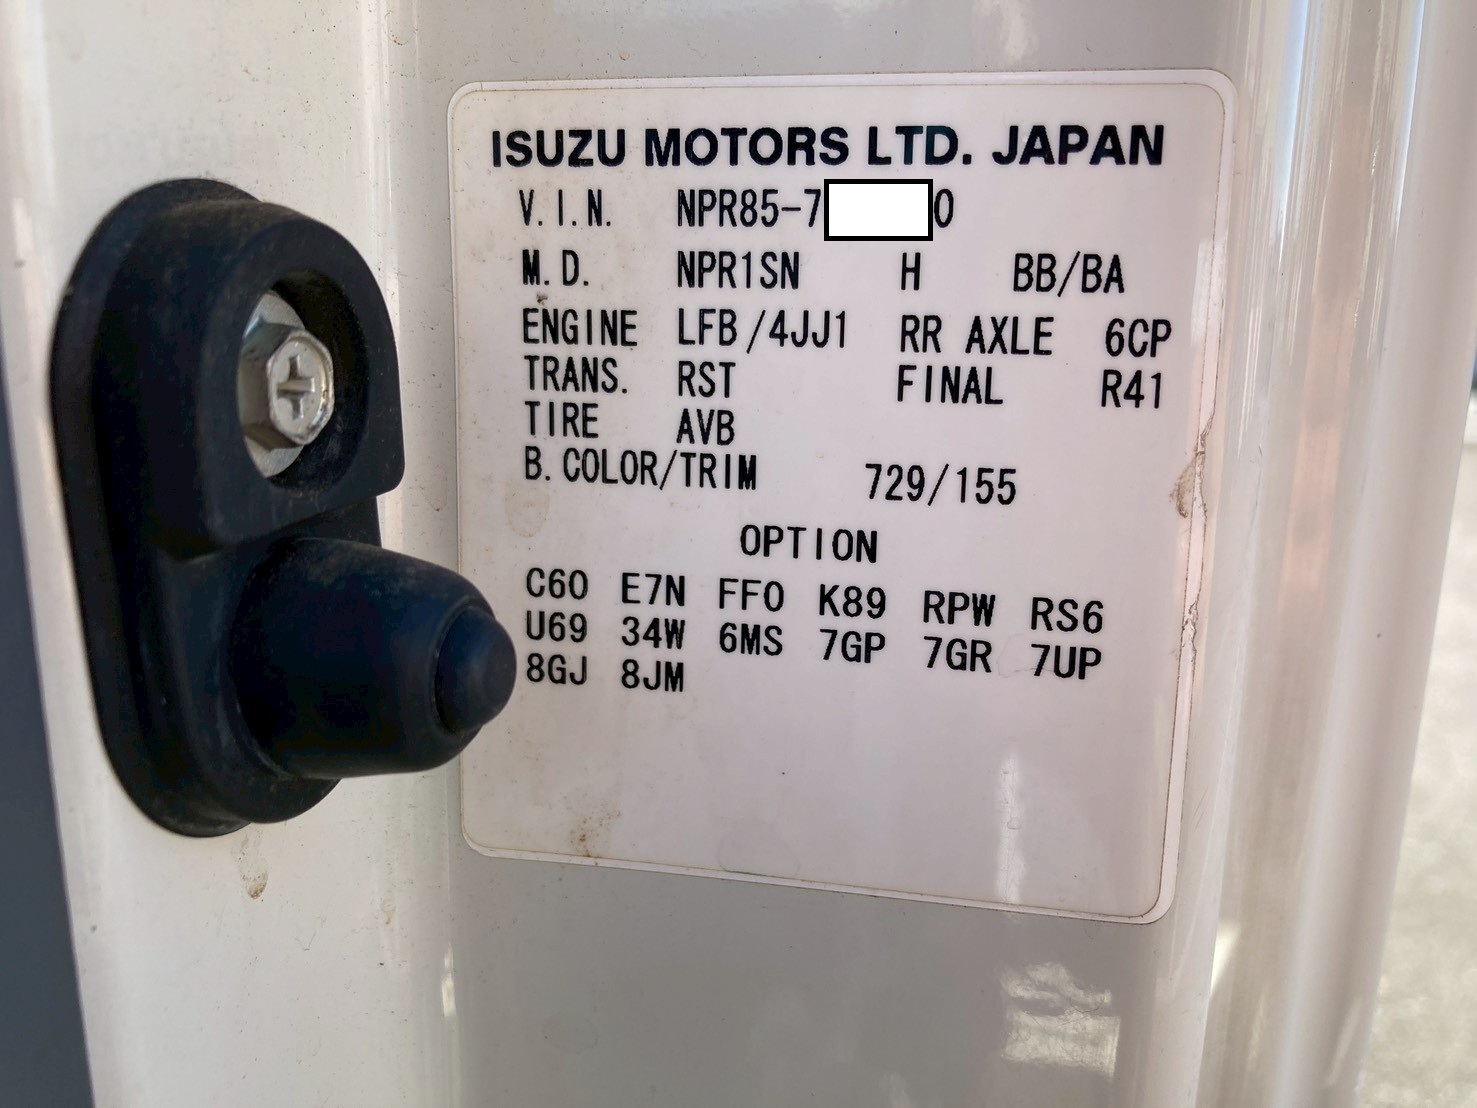 ISUZU MOTORS LTD. JAPAN
V.I.N. NPR85-7 0
M.D. NPR1SN H BB/BA
ENGINE LFB/4JJ1 RR AXLE 6CP
TRANS. RST FINAL R41
TIRE AVB
B.COLOR/TRIM 729/155
OPTION
C60 E7N FF0 K89 RPW RS6
U69 34W 6MS 7GP 7GR 7UP
8GJ 8JM